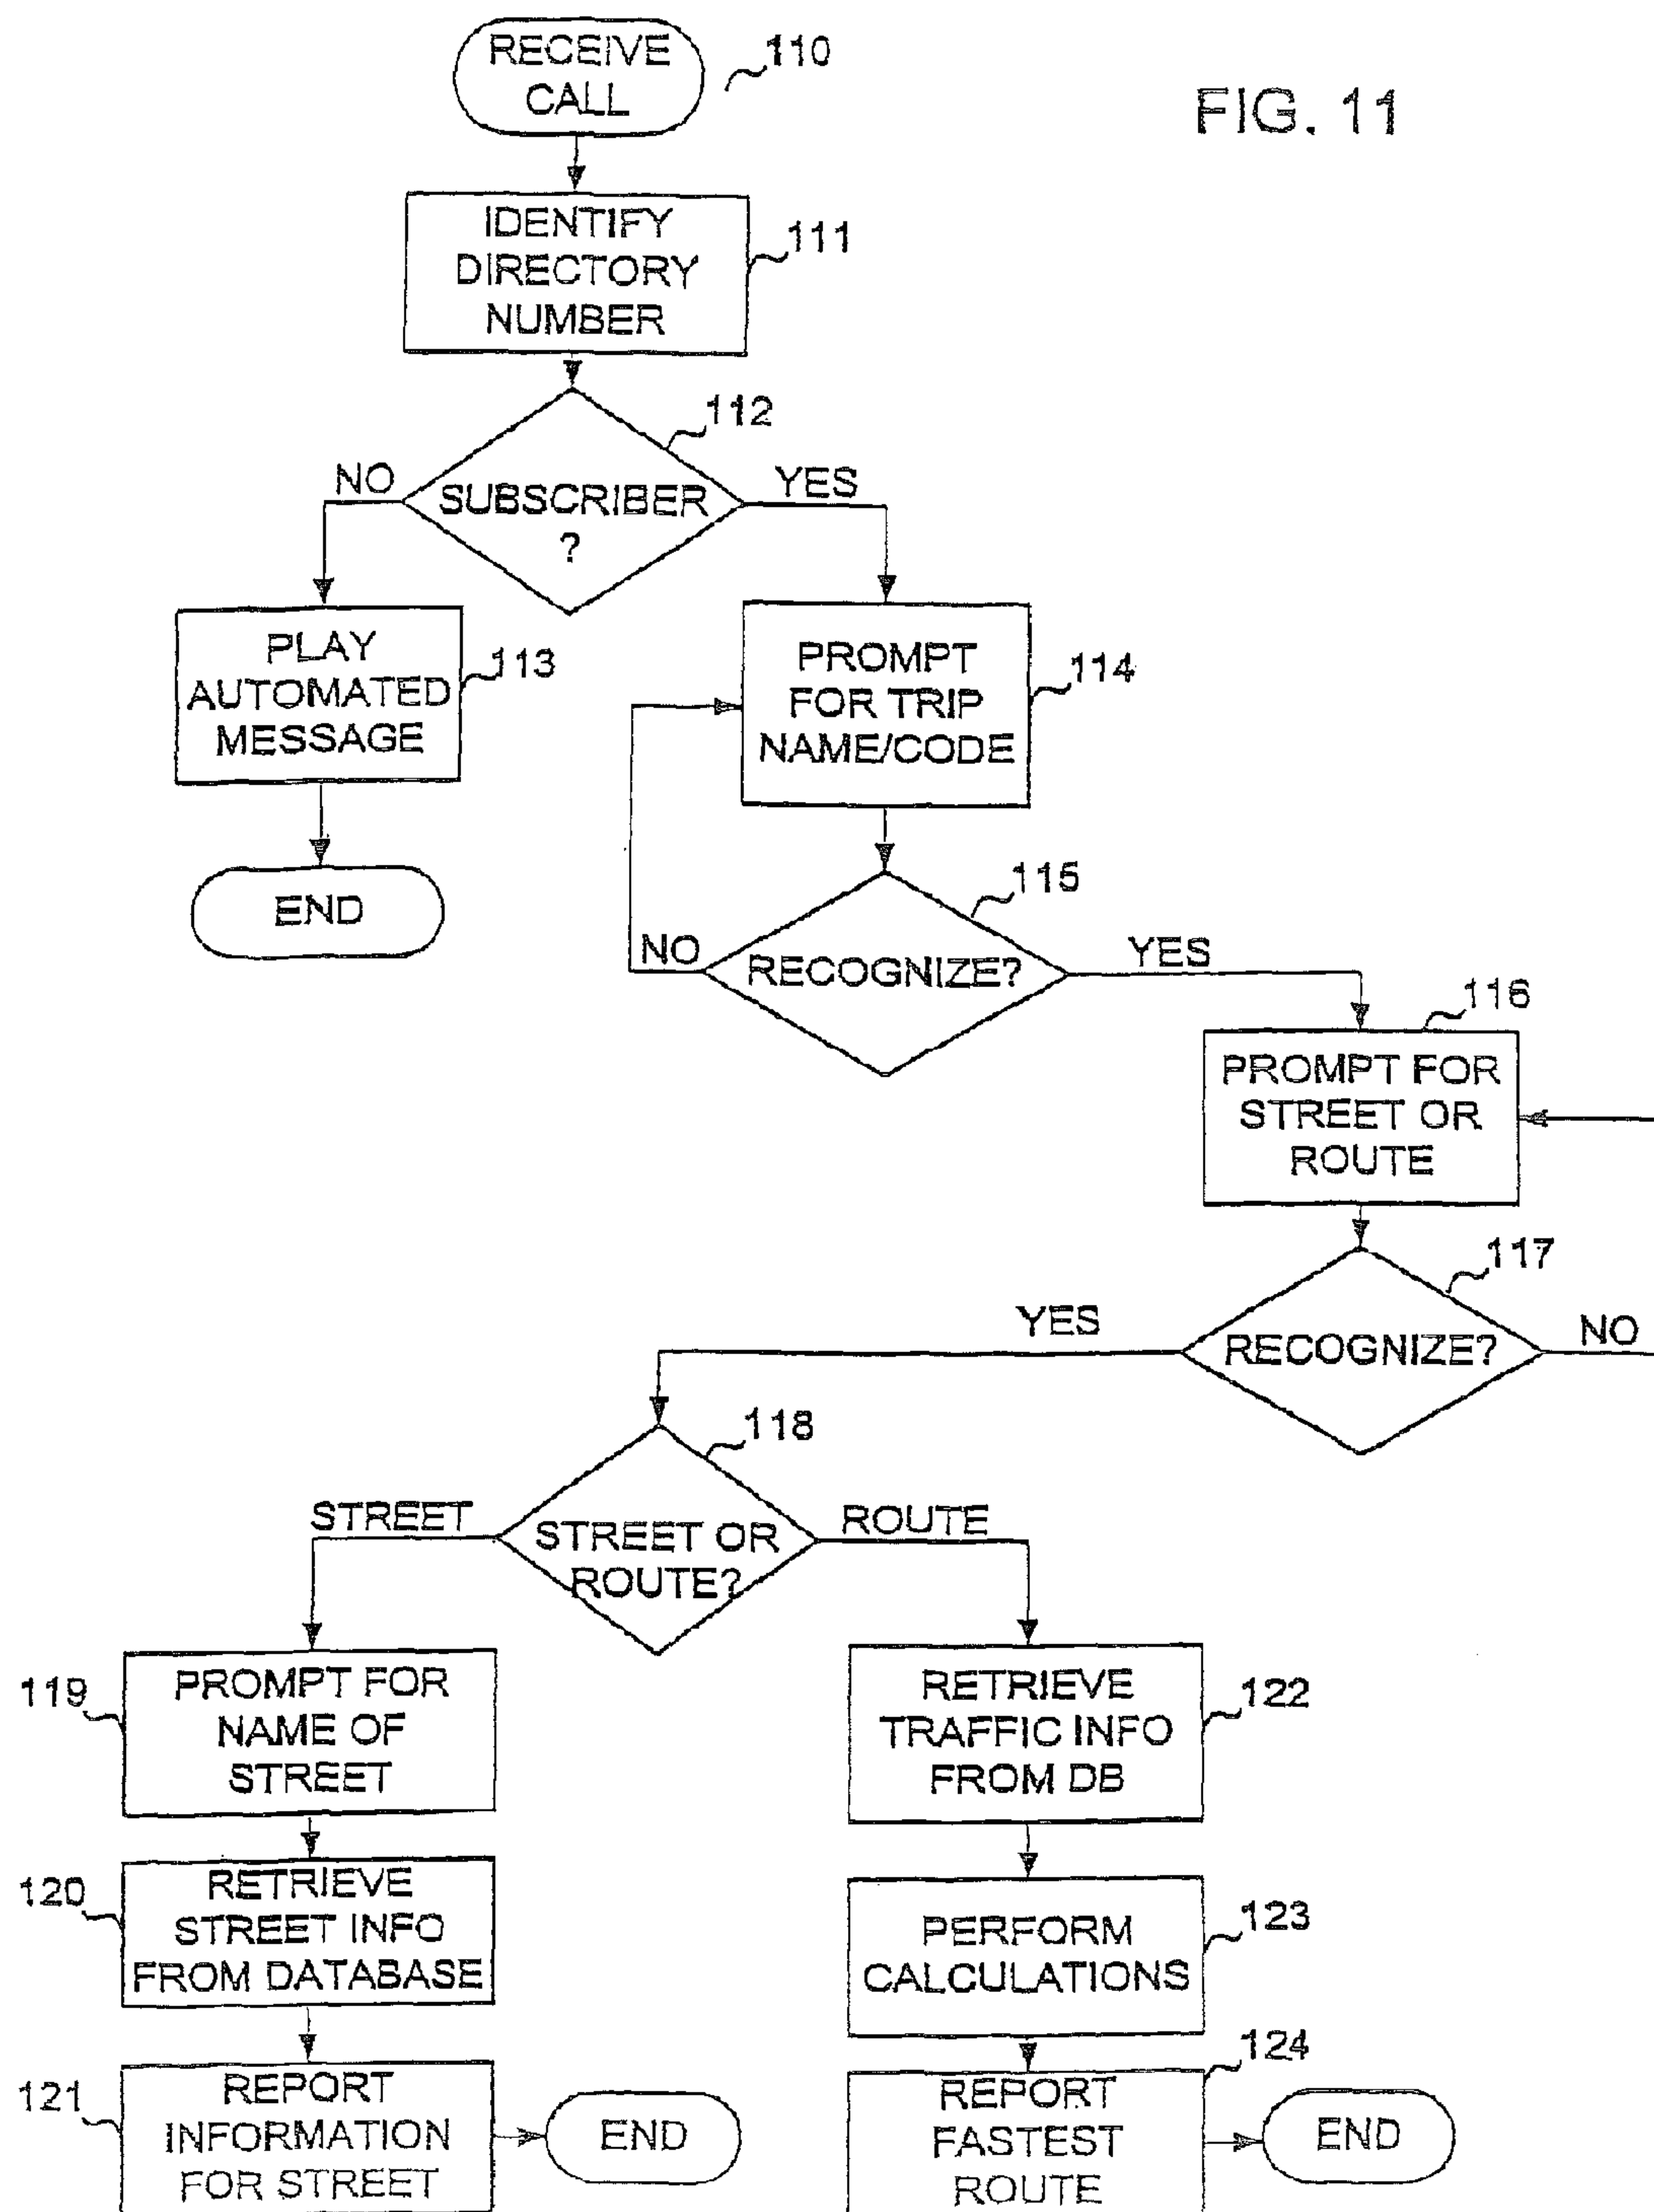 RECEIVE
CALL
110
FIG. 11
IDENTIFY
DIRECTORY
NUMBER
111
112
NO
YES
SUBSCRIBER
?
PLAY
AUTOMATED
MESSAGE
113
PROMPT
FOR TRIP
NAME/CODE
114
END
115
NO
RECOGNIZE?
YES
116
PROMPT FOR
STREET OR
ROUTE
117
YES
RECOGNIZE?
NO
118
STREET
STREET OR
ROUTE?
ROUTE
119
PROMPT FOR
NAME OF
STREET
RETRIEVE
TRAFFIC INFO
FROM DB
122
120
RETRIEVE
STREET INFO
FROM DATABASE
PERFORM
CALCULATIONS
123
121
REPORT
INFORMATION
FOR STREET
END
124
REPORT
FASTEST
ROUTE
END